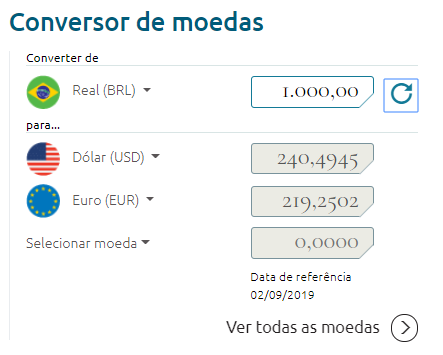 Conversor de moedas
Converter de
Real (BRL) 1.000,00
para...
Dólar (USD) 240,4945
Euro (EUR) 219,2502
Selecionar moeda 0,0000
Data de referência
02/09/2019
Ver todas as moedas